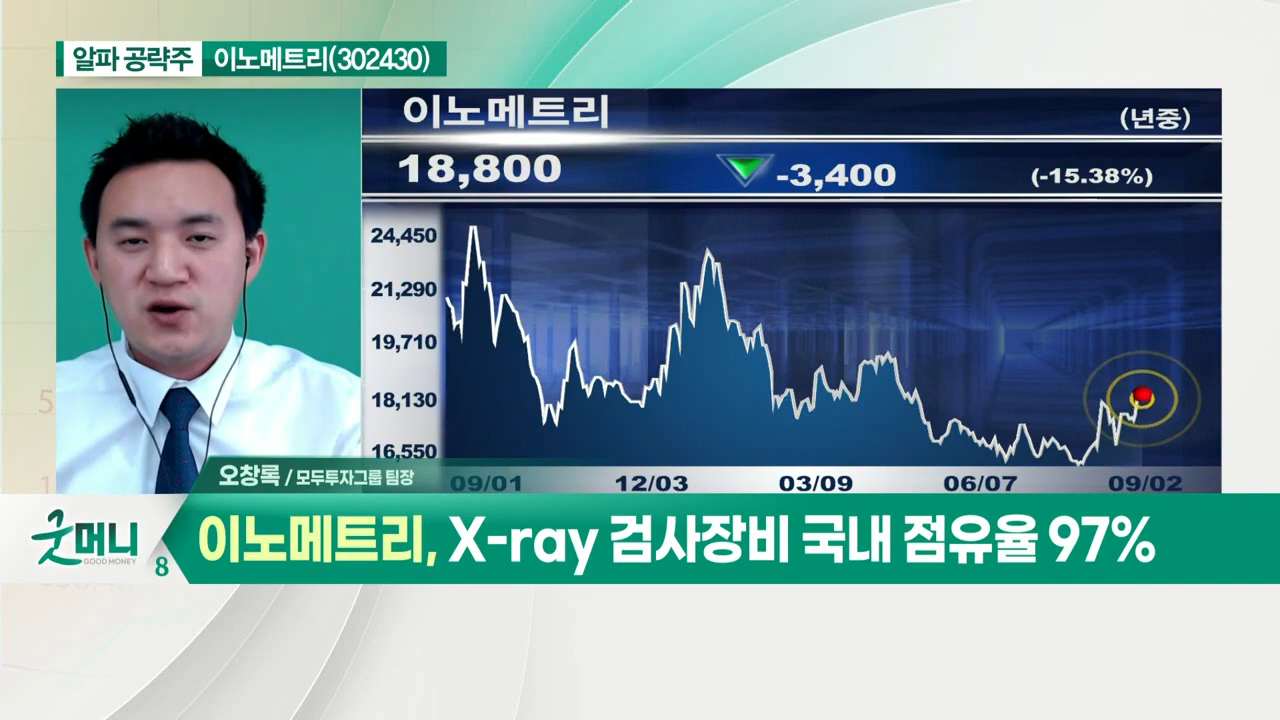 알파 공략주 이노메트리(302430)
이노메트리 (년중)
18,800 -3,400 (-15.38%)
24,450
21,290
19,710
18,130
16,550
09/01 12/03 03/09 06/07 09/02
오창록 / 모두투자그룹 팀장
굿머니
GOOD MONEY
8
이노메트리, X-ray 검사장비 국내 점유율 97%